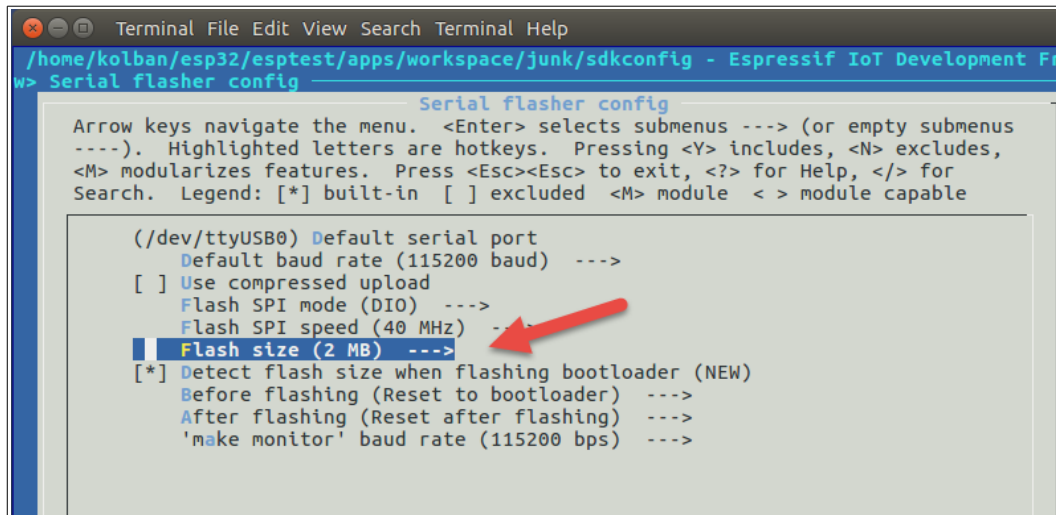 Terminal File Edit View Search Terminal Help
/home/kolban/esp32/esptest/apps/workspace/junk/sdkconfig - Espressif IoT Development
w> Serial flasher config
Serial flasher config
Arrow keys navigate the menu. <Enter> selects submenus ---> (or empty submenus
----). Highlighted letters are hotkeys. Pressing <Y> includes, <N> excludes,
<M> modularizes features. Press <Esc><Esc> to exit, <?> for Help, </> for
Search. Legend: [*] built-in [ ] excluded <M> module < > module capable
(/dev/ttyUSB0) Default serial port
Default baud rate (115200 baud) --->
[ ] Use compressed upload
Flash SPI mode (DIO) --->
Flash SPI speed (40 MHz)
Flash size (2 MB) --->
[*] Detect flash size when flashing bootloader (NEW)
Before flashing (Reset to bootloader) --->
After flashing (Reset after flashing) --->
'make monitor' baud rate (115200 bps) --->